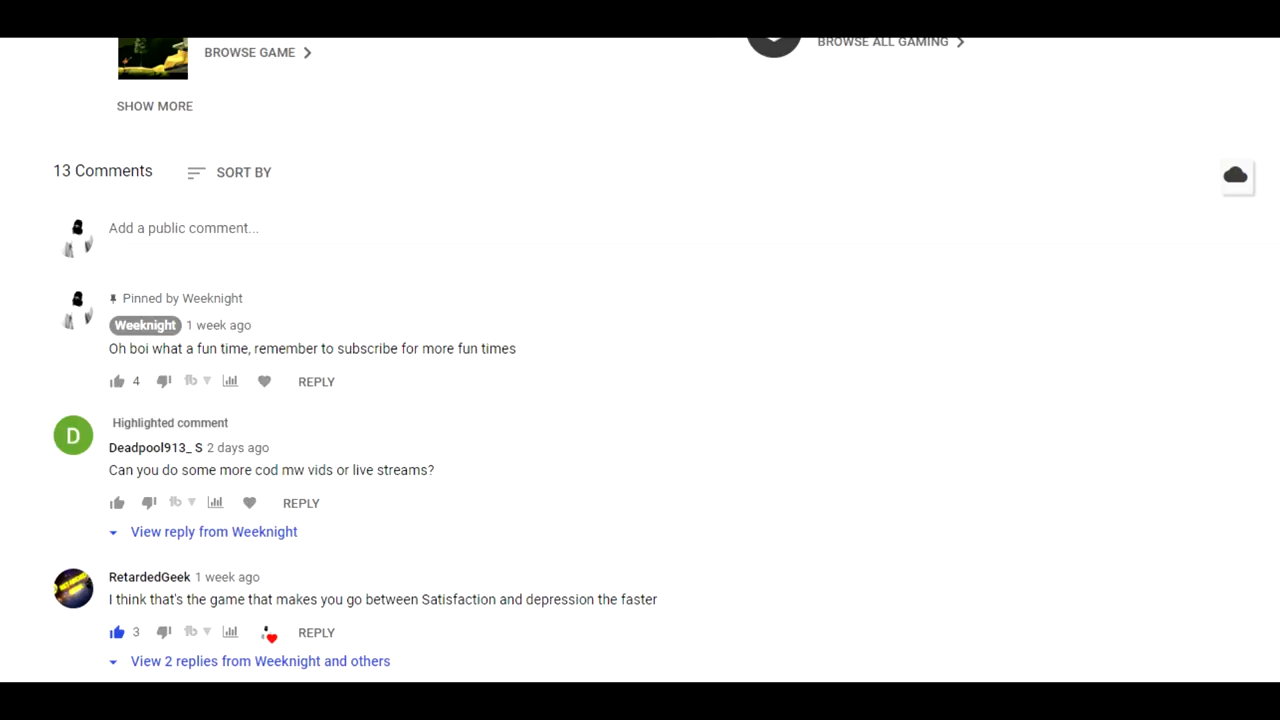 BROWSE GAME
BROWSE ALL GAMING
SHOW MORE
13 Comments SORT BY
Add a public comment...
Pinned by Weeknight
Weeknight 1 week ago
Oh boi what a fun time, remember to subscribe for more fun times
4 REPLY
Highlighted comment
D
Deadpool913_ S 2 days ago
Can you do some more cod mw vids or live streams?
REPLY
View reply from Weeknight
RetardedGeek 1 week ago
I think that's the game that makes you go between Satisfaction and depression the faster
3 REPLY
View 2 replies from Weeknight and others